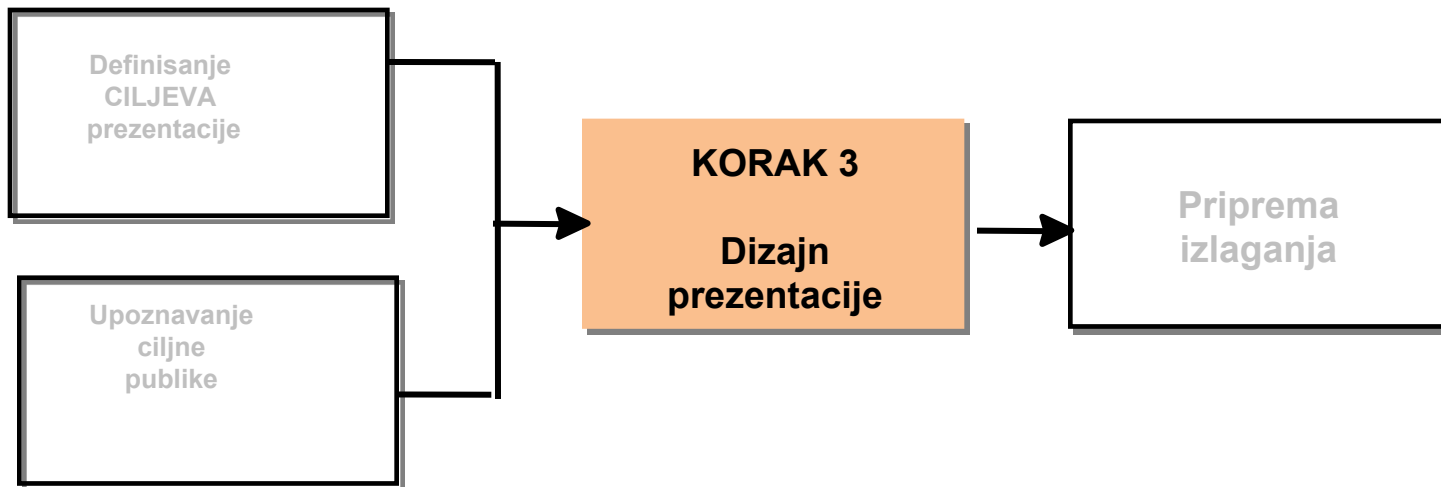 Definisanje
CILJEVA
prezentacije
Upoznavanje
ciljne
publike
KORAK 3
Dizajn
prezentacije
Priprema
izlaganja